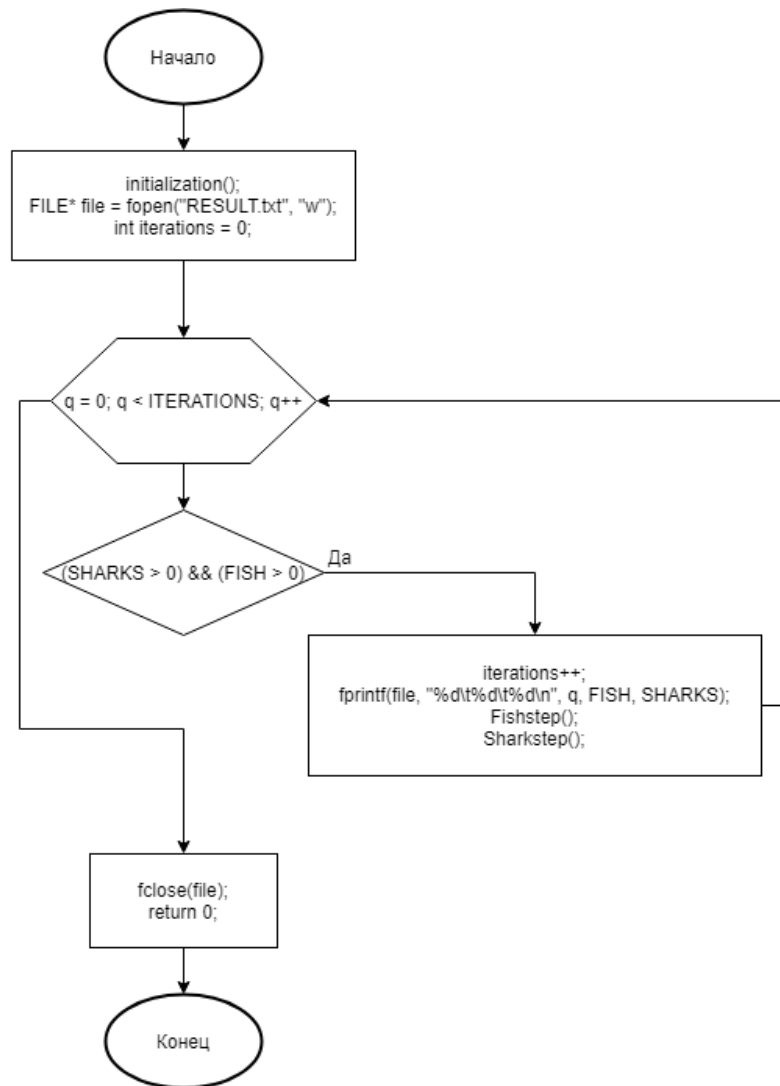 Начало
initialization();
FILE* file = fopen("RESULT.txt", "w");
int iterations = 0;
q = 0; q < ITERATIONS; q++
(SHARKS > 0) && (FISH > 0)
Да
iterations++;
fprintf(file, "%d\t%d\t%d\n", q, FISH, SHARKS);
Fishstep();
Sharkstep();
fclose(file);
return 0;
Конец